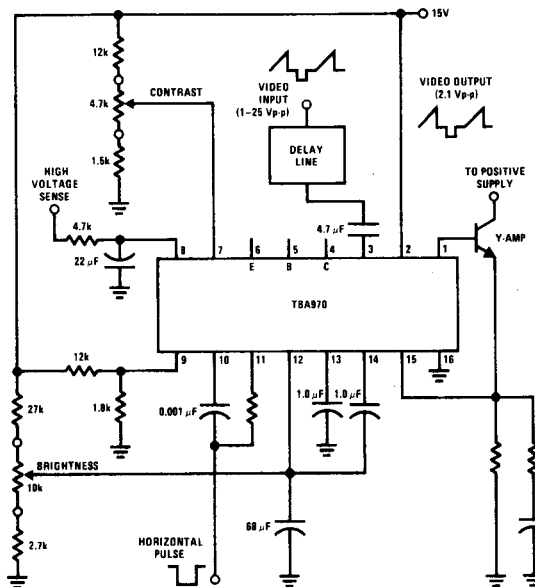 15V
12k
CONTRAST
4.7k
1.5k
VIDEO
INPUT
(1–25 Vp-p)
VIDEO OUTPUT
(2.1 Vp-p)
DELAY
LINE
HIGH
VOLTAGE
SENSE
TO POSITIVE
SUPPLY
4.7k
22 µF
4.7 µF
Y-AMP
8 7 6 5 4 3 2 1
E B C
TBA970
9 10 11 12 13 14 15 16
12k
1.8k
27k
0.001 µF
1.0 µF
1.0 µF
BRIGHTNESS
10k
68 µF
2.7k
HORIZONTAL
PULSE